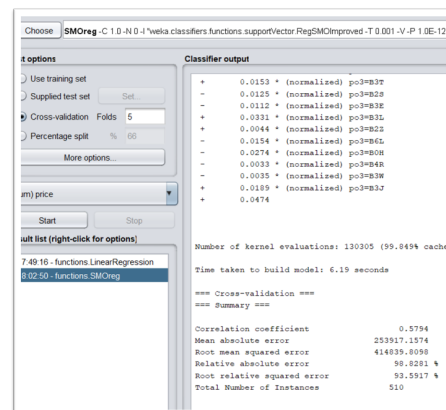 Choose SMOreg -C 1.0 -N 0 -I "weka.classifiers.functions.supportVector.RegSMOImproved -T 0.001 -V -P 1.0E-12
st options
Use training set
Supplied test set Set...
Cross-validation Folds 5
Percentage split % 66
More options...
um) price
Start Stop
sult list (right-click for options)
7:49:16 - functions.LinearRegression
8:02:50 - functions.SMOreg
Classifier output
+ 0.0153 * (normalized) po3=B3T
- 0.0125 * (normalized) po3=B2S
- 0.0112 * (normalized) po3=B3E
+ 0.0331 * (normalized) po3=B3L
+ 0.0044 * (normalized) po3=B2Z
- 0.0154 * (normalized) po3=B6L
- 0.0274 * (normalized) po3=B0H
- 0.0033 * (normalized) po3=B4R
- 0.0035 * (normalized) po3=B3W
+ 0.0189 * (normalized) po3=B3J
+ 0.0474
Number of kernel evaluations: 130305 (99.849% cache
Time taken to build model: 6.19 seconds
=== Cross-validation ===
=== Summary ===
Correlation coefficient 0.5794
Mean absolute error 253917.1574
Root mean squared error 414839.8098
Relative absolute error 98.8281 %
Root relative squared error 93.5917 %
Total Number of Instances 510